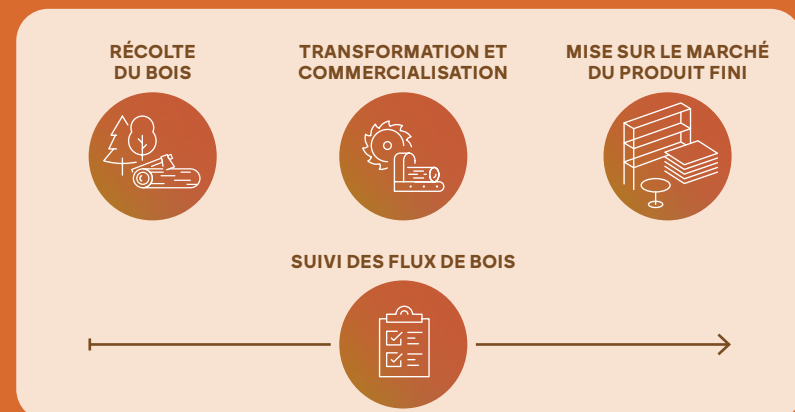 RÉCOLTE
DU BOIS
TRANSFORMATION ET
COMMERCIALISATION
MISE SUR LE MARCHÉ
DU PRODUIT FINI
SUIVI DES FLUX DE BOIS